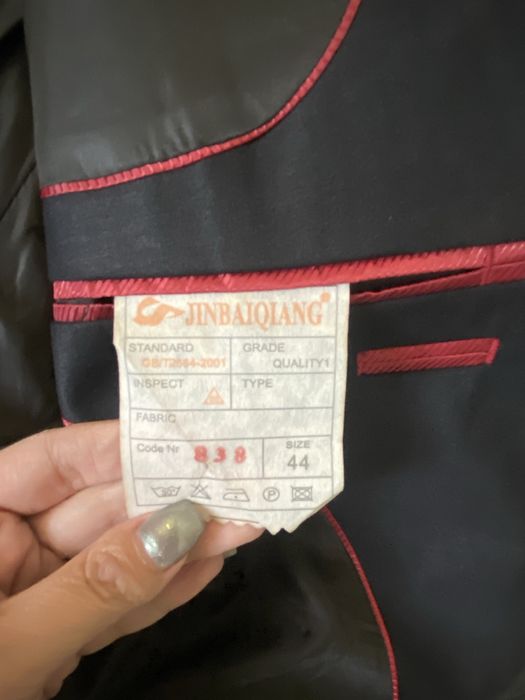 JINBAIQIANG®
STANDARD GRADE
GB/T2664-2001 QUALITY1
INSPECT TYPE
FABRIC
Code Nr 838 SIZE
44
P